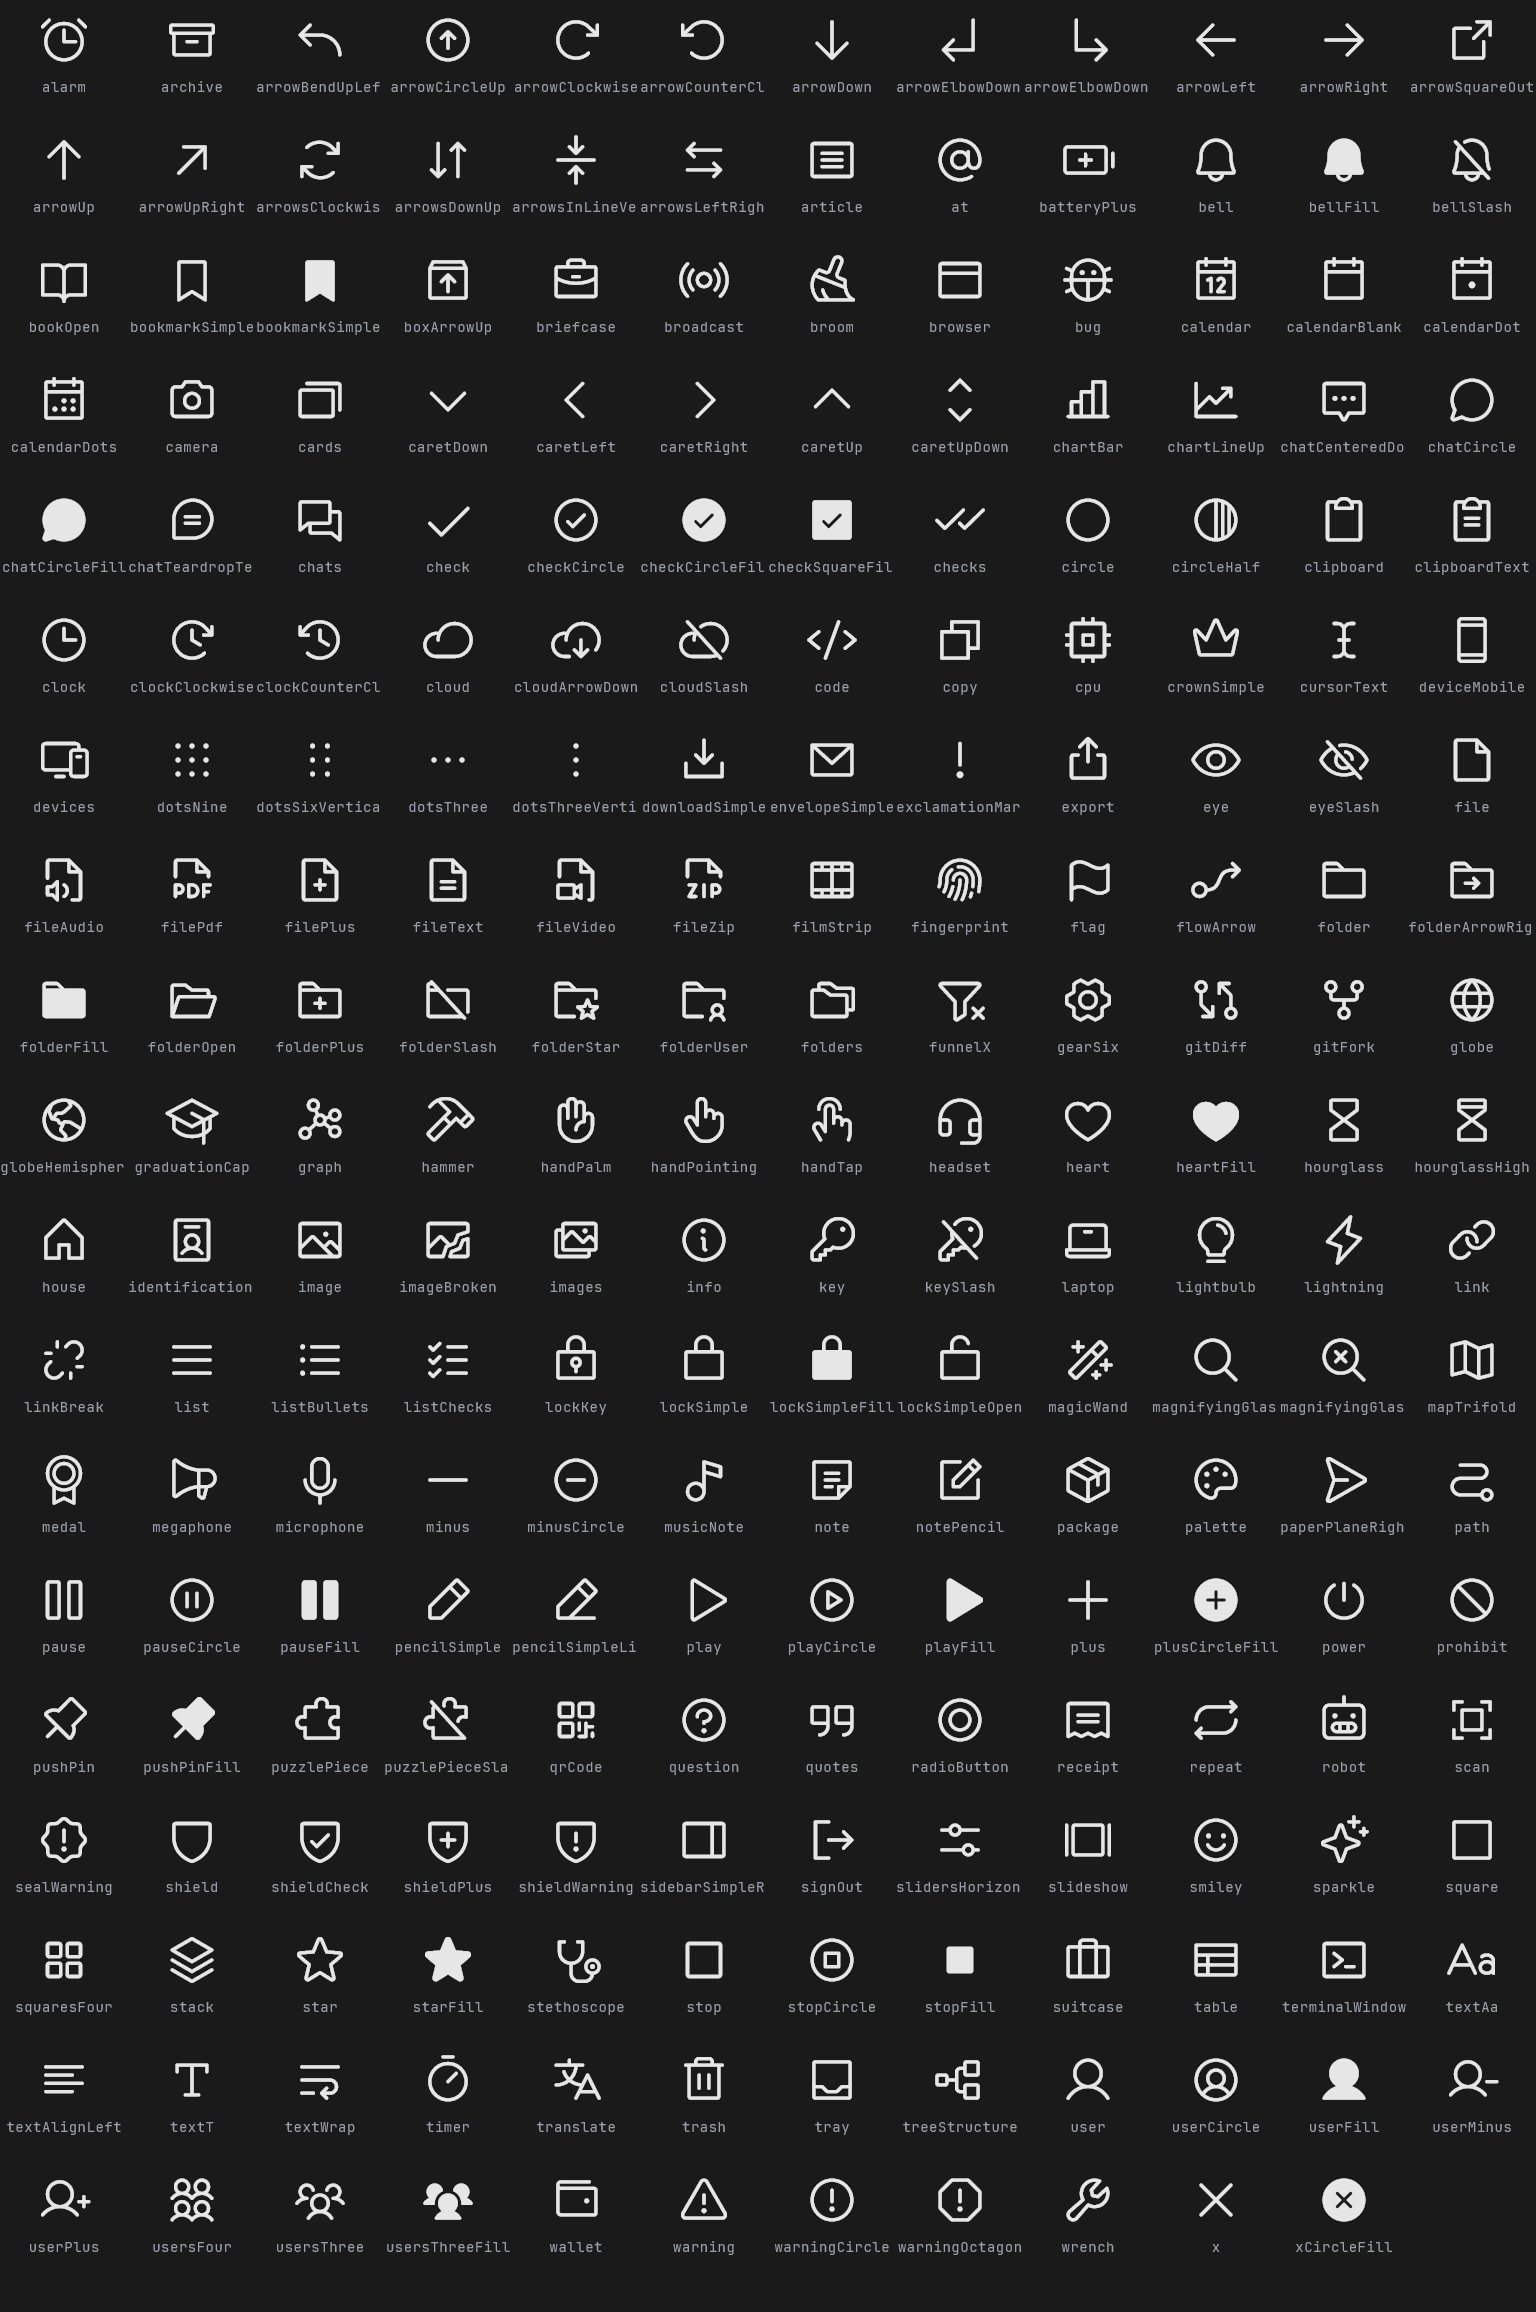 alarm archive arrowBendUpLef arrowCircleUp arrowClockwise arrowCounterCl arrowDown arrowElbowDown arrowElbowDown arrowLeft arrowRight arrowSquareOut
arrowUp arrowUpRight arrowsClockwis arrowsDownUp arrowsInLineVe arrowsLeftRigh article at batteryPlus bell bellFill bellSlash
12
bookOpen bookmarkSimple bookmarkSimple boxArrowUp briefcase broadcast broom browser bug calendar calendarBlank calendarDot
calendarDots camera cards caretDown caretLeft caretRight caretUp caretUpDown chartBar chartLineUp chatCenteredDo chatCircle
chatCircleFill chatTeardropTe chats check checkCircle checkCircleFil checkSquareFil checks circle circleHalf clipboard clipboardText
clock clockClockwise clockCounterCl cloud cloudArrowDown cloudSlash code copy cpu crownSimple cursorText deviceMobile
devices dotsNine dotsSixVertica dotsThree dotsThreeVerti downloadSimple envelopeSimple exclamationMar export eye eyeSlash file
PDF ZIP
fileAudio filePdf filePlus fileText fileVideo fileZip filmStrip fingerprint flag flowArrow folder folderArrowRig
folderFill folderOpen folderPlus folderSlash folderStar folderUser folders funnelX gearSix gitDiff gitFork globe
globeHemispher graduationCap graph hammer handPalm handPointing handTap headset heart heartFill hourglass hourglassHigh
house identification image imageBroken images info key keySlash laptop lightbulb lightning link
linkBreak list listBullets listChecks lockKey lockSimple lockSimpleFill lockSimpleOpen magicWand magnifyingGlas magnifyingGlas mapTrifold
medal megaphone microphone minus minusCircle musicNote note notePencil package palette paperPlaneRigh path
pause pauseCircle pauseFill pencilSimple pencilSimpleLi play playCircle playFill plus plusCircleFill power prohibit
pushPin pushPinFill puzzlePiece puzzlePieceSla qrCode question quotes radioButton receipt repeat robot scan
sealWarning shield shieldCheck shieldPlus shieldWarning sidebarSimpleR signOut slidersHorizon slideshow smiley sparkle square
Aa
squaresFour stack star starFill stethoscope stop stopCircle stopFill suitcase table terminalWindow textAa
T
textAlignLeft textT textWrap timer translate trash tray treeStructure user userCircle userFill userMinus
userPlus usersFour usersThree usersThreeFill wallet warning warningCircle warningOctagon wrench x xCircleFill